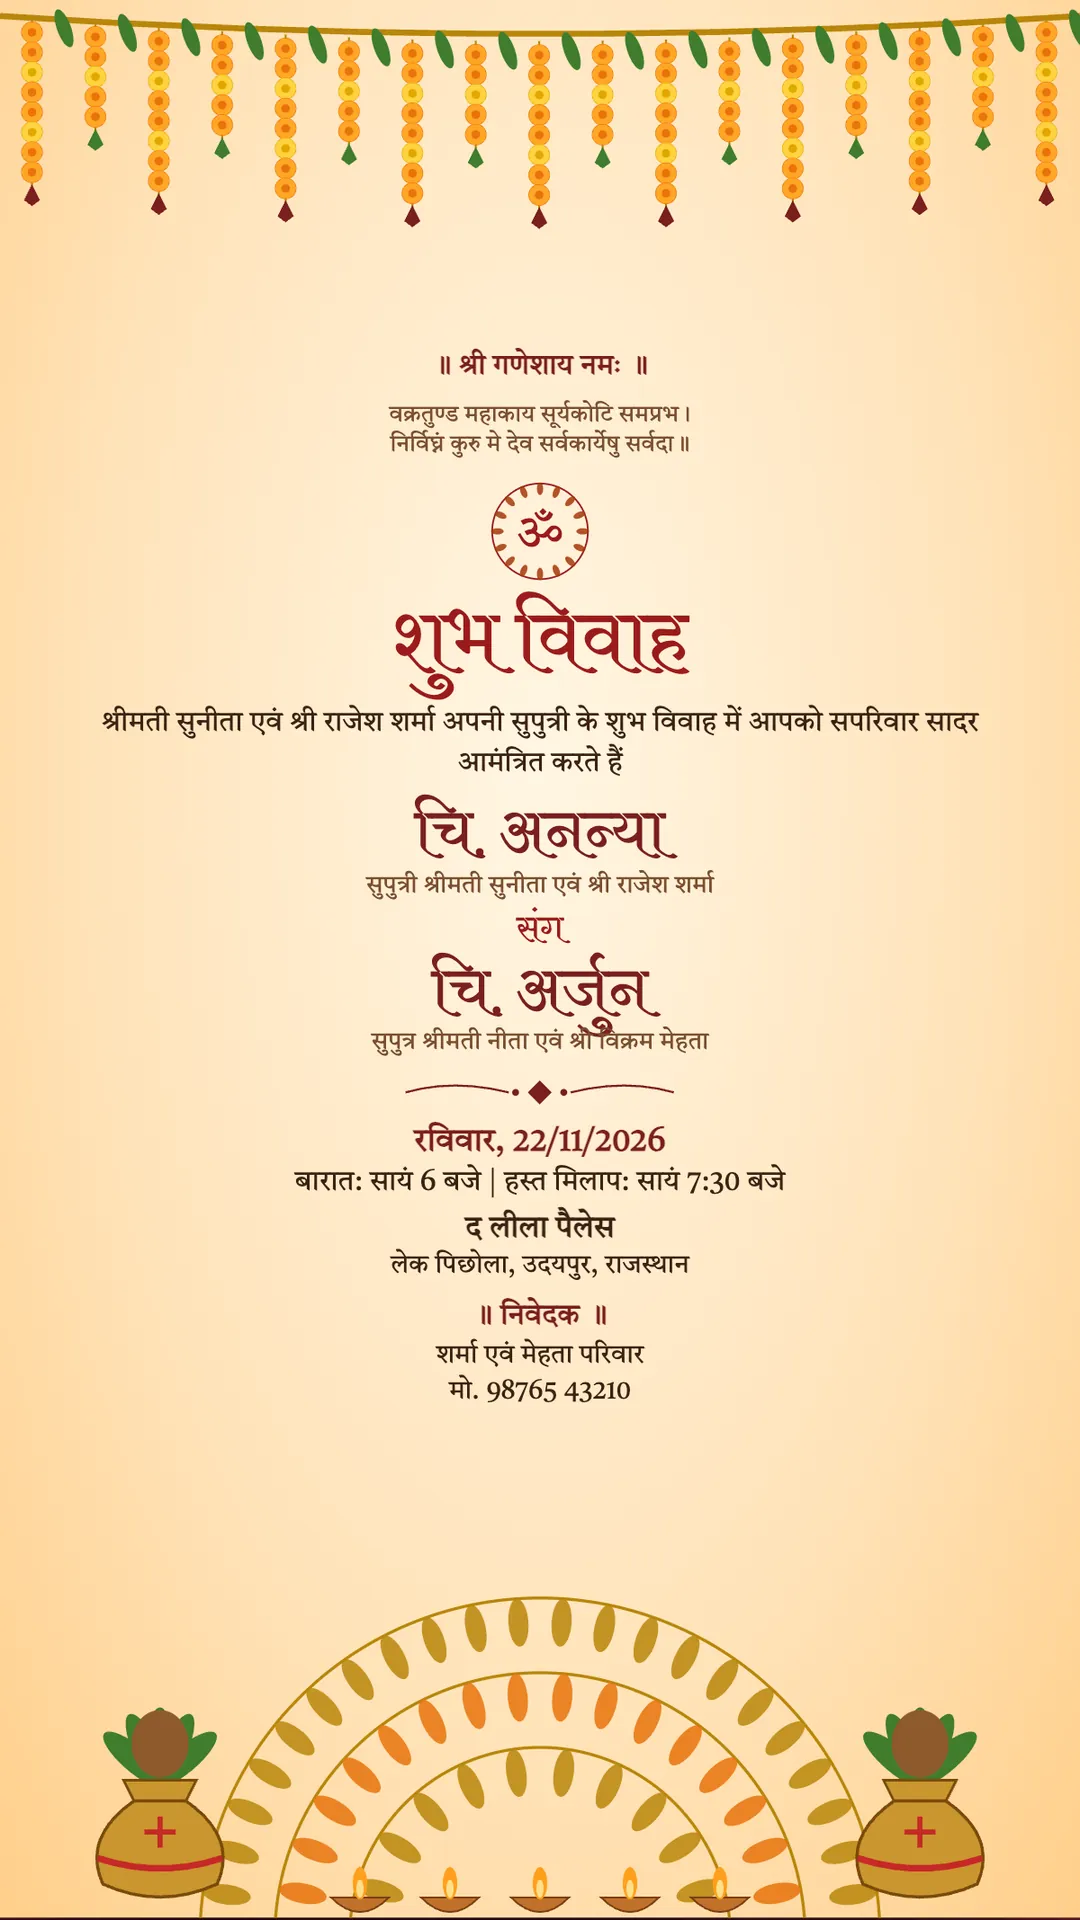 ॥ श्री गणेशाय नमः ॥
वक्रतुण्ड महाकाय सूर्यकोटि समप्रभ।
निर्विघ्नं कुरु मे देव सर्वकार्येषु सर्वदा॥
ॐ
शुभ विवाह
श्रीमती सुनीता एवं श्री राजेश शर्मा अपनी सुपुत्री के शुभ विवाह में आपको सपरिवार सादर
आमंत्रित करते हैं
चि. अनन्या
सुपुत्री श्रीमती सुनीता एवं श्री राजेश शर्मा
संग
चि. अर्जुन
सुपुत्र श्रीमती नीता एवं श्री विक्रम मेहता
रविवार, 22/11/2026
बारात: सायं 6 बजे | हस्त मिलाप: सायं 7:30 बजे
द लीला पैलेस
लेक पिछोला, उदयपुर, राजस्थान
॥ निवेदक ॥
शर्मा एवं मेहता परिवार
मो. 98765 43210